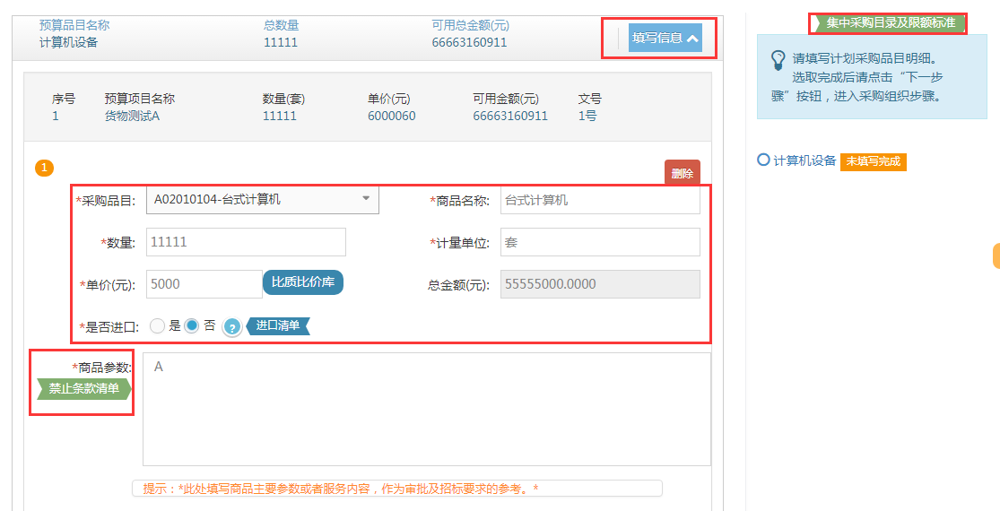 预算品目名称 总数量 可用总金额(元)
计算机设备 11111 66663160911 填写信息
序号 预算项目名称 数量(套) 单价(元) 可用金额(元) 文号
1 货物测试A 11111 6000060 66663160911 1号
1
删除
*采购品目: A02010104-台式计算机 *商品名称: 台式计算机
*数量: 11111 *计量单位: 套
*单价(元): 5000 比质比价库 总金额(元): 55555000.0000
*是否进口: 是 否 ? 进口清单
*商品参数: A
禁止条款清单
提示：*此处填写商品主要参数或者服务内容，作为审批及招标要求的参考。*
集中采购目录及限额标准
请填写计划采购品目明细。
选取完成后请点击“下一步
骤”按钮，进入采购组织步骤。
计算机设备 未填写完成